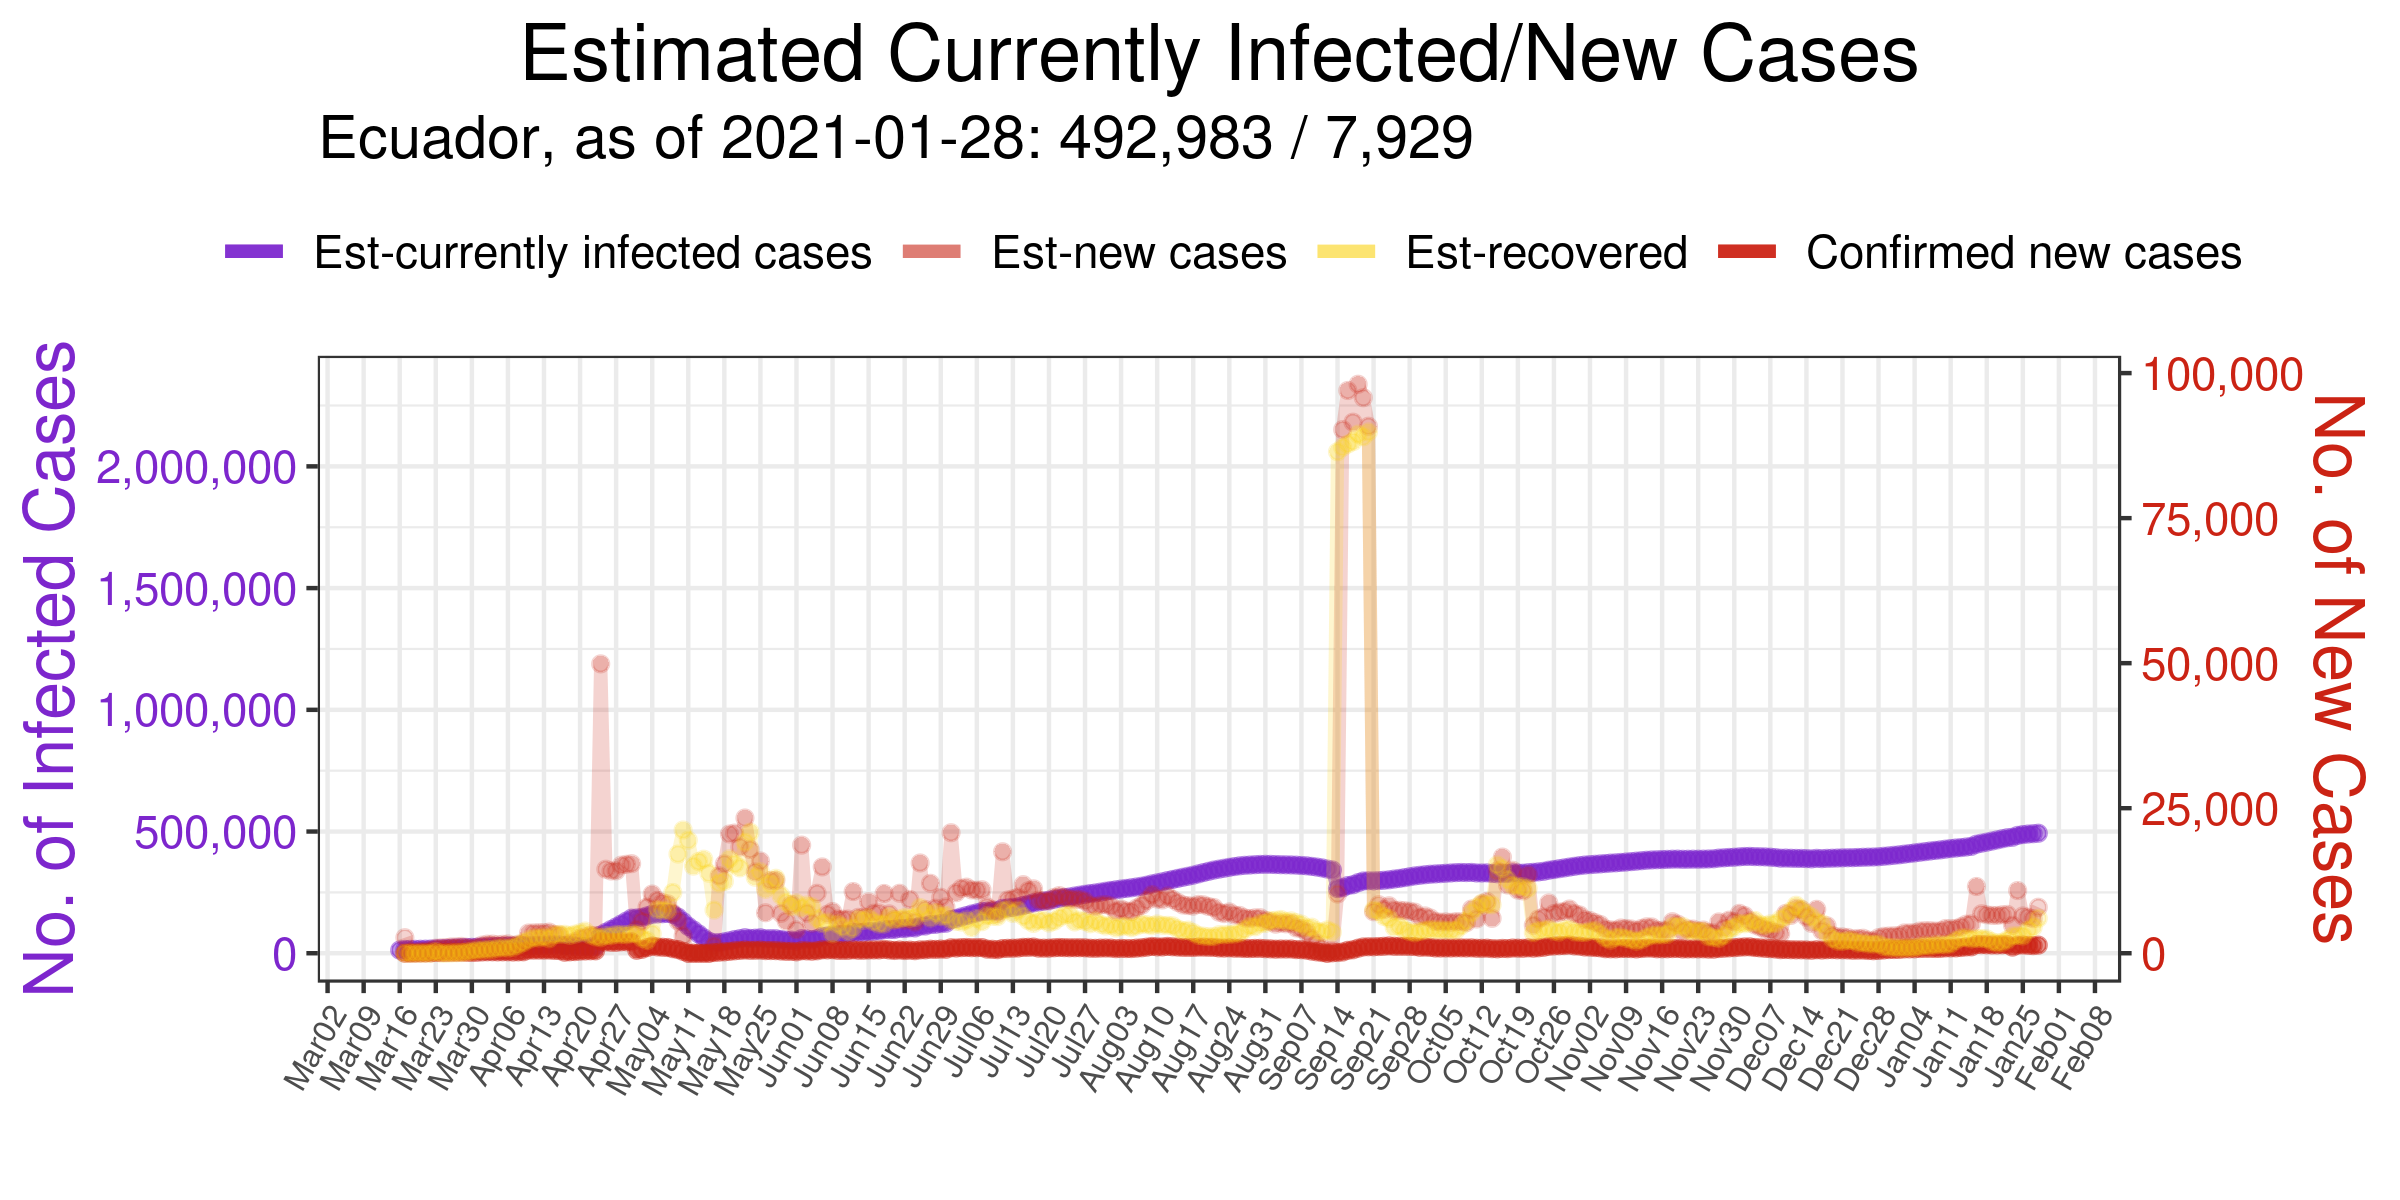 Estimated Currently Infected/New Cases
Ecuador, as of 2021-01-28: 492,983 / 7,929
Est-currently infected cases Est-new cases Est-recovered Confirmed new cases
No. of Infected Cases
2,000,000
1,500,000
1,000,000
500,000
0
100,000
75,000
50,000
25,000
0
No. of New Cases
Mar02 Mar09 Mar16 Mar23 Mar30 Apr06 Apr13 Apr20 Apr27 May04 May11 May18 May25 Jun01 Jun08 Jun15 Jun22 Jun29 Jul06 Jul13 Jul20 Jul27 Aug03 Aug10 Aug17 Aug24 Aug31 Sep07 Sep14 Sep21 Sep28 Oct05 Oct12 Oct19 Oct26 Nov02 Nov09 Nov16 Nov23 Nov30 Dec07 Dec14 Dec21 Dec28 Jan04 Jan11 Jan18 Jan25 Feb01 Feb08